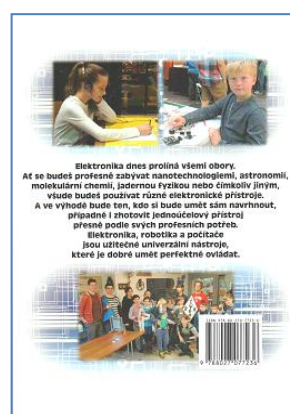 Elektronika dnes prolíná všemi obory.
Ať se budeš profesně zabývat nanotechnologiemi, astronomií,
molekulární chemií, jadernou fyzikou nebo čímkoliv jiným,
všude budeš používat různé elektronické přístroje.
A ve výhodě bude ten, kdo si bude umět sám navrhnout,
případně i zhotovit jednoúčelový přístroj
přesně podle svých profesních potřeb.
Elektronika, robotika a počítače
jsou užitečné univerzální nástroje,
které je dobré umět perfektně ovládat.
9 788027 077236